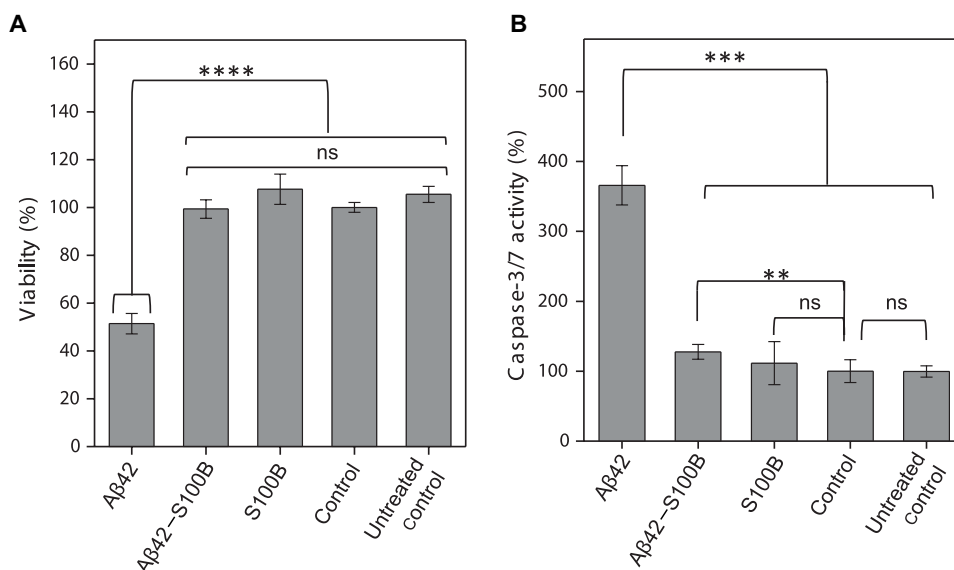 A
160
140
120
100
80
60
40
20
0
Viability (%)
****
ns
Aβ42
Aβ42–S100B
S100B
Control
Untreated
control
B
500
400
300
200
100
0
Caspase-3/7 activity (%)
***
**
ns
ns
Aβ42
Aβ42–S100B
S100B
Control
Untreated
control